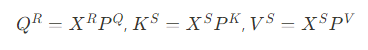 Q^R = X^R P^Q, K^S = X^S P^K, V^S = X^S P^V